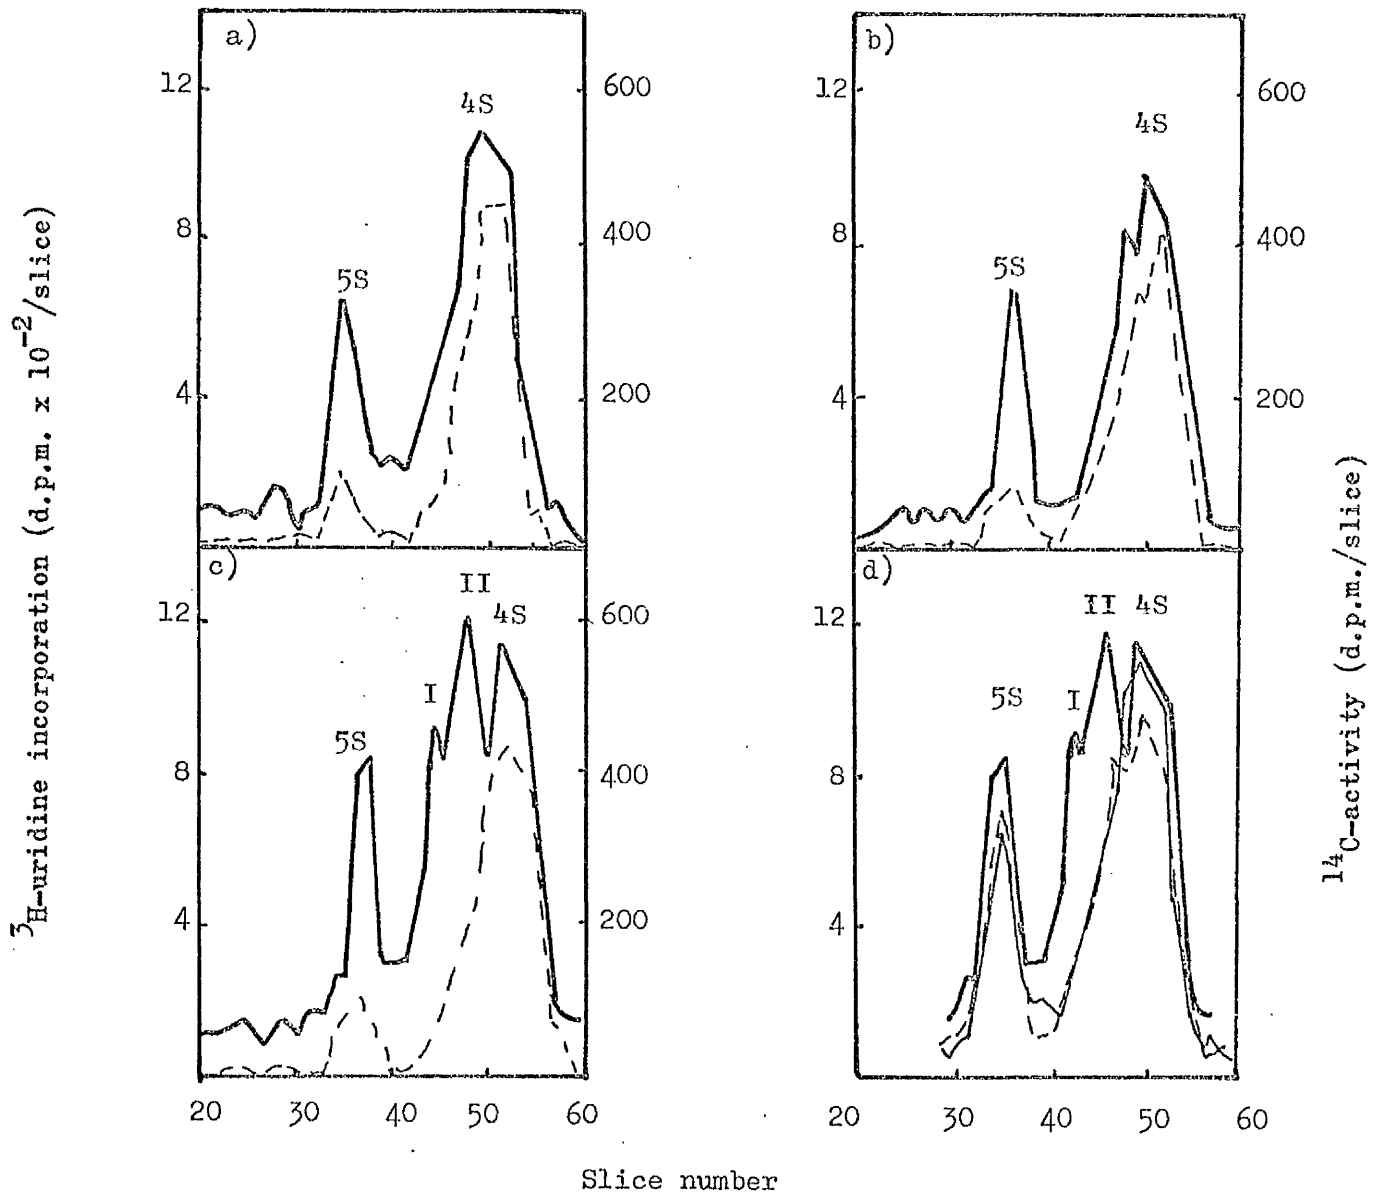 a)
4S
5S
12
8
4
600
400
200
b)
4S
5S
12
8
4
600
400
200
c)
II
4S
I
5S
12
8
4
600
400
200
20 30 40 50 60
d)
II 4S
5S
I
12
8
4
20 30 40 50 60
³H-uridine incorporation (d.p.m. x 10⁻²/slice)
¹⁴C-activity (d.p.m./slice)
Slice number